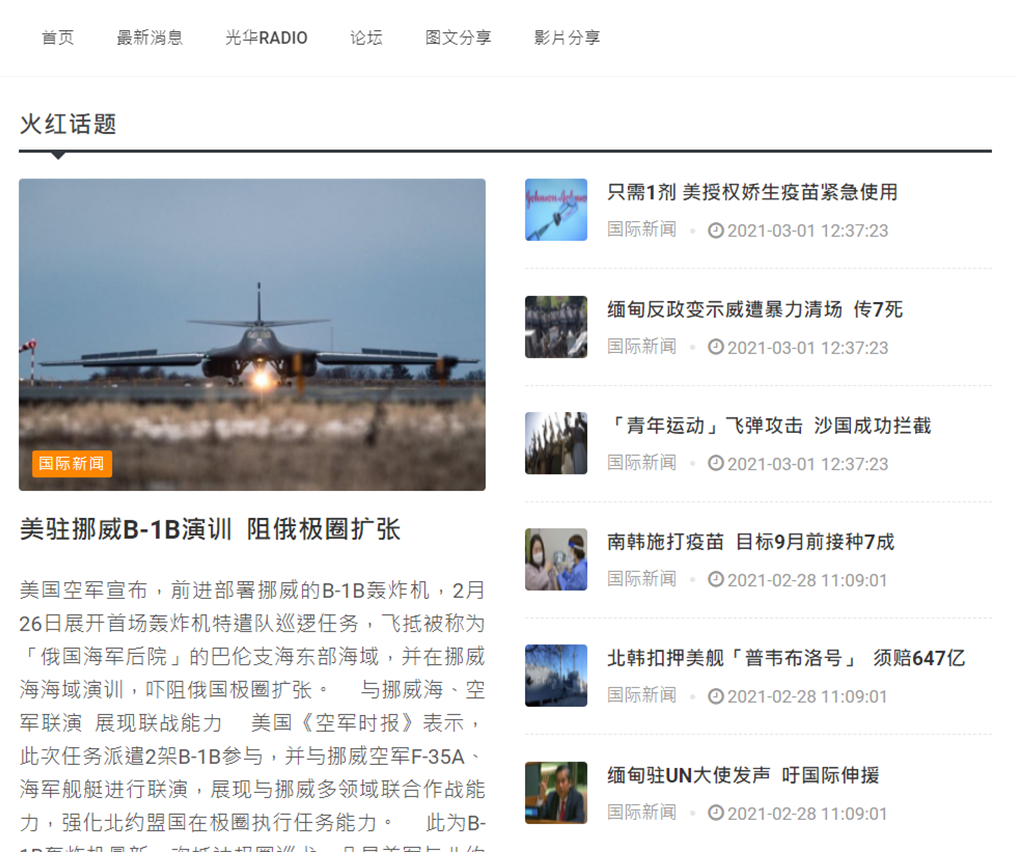 首页 最新消息 光华RADIO 论坛 图文分享 影片分享
火红话题
国际新闻
美驻挪威B-1B演训 阻俄极圈扩张
美国空军宣布，前进部署挪威的B-1B轰炸机，2月
26日展开首场轰炸机特遣队巡逻任务，飞抵被称为
「俄国海军后院」的巴伦支海东部海域，并在挪威
海海域演训，吓阻俄国极圈扩张。 与挪威海、空
军联演 展现联战能力 美国《空军时报》表示，
此次任务派遣2架B-1B参与，并与挪威空军F-35A、
海军舰艇进行联演，展现与挪威多领域联合作战能
力，强化北约盟国在极圈执行任务能力。 此为B-
Johnson&Johnson
只需1剂 美授权娇生疫苗紧急使用
国际新闻 2021-03-01 12:37:23
缅甸反政变示威遭暴力清场 传7死
国际新闻 2021-03-01 12:37:23
「青年运动」飞弹攻击 沙国成功拦截
国际新闻 2021-03-01 12:37:23
南韩施打疫苗 目标9月前接种7成
国际新闻 2021-02-28 11:09:01
北韩扣押美舰「普韦布洛号」 须赔647亿
国际新闻 2021-02-28 11:09:01
缅甸驻UN大使发声 吁国际伸援
国际新闻 2021-02-28 11:09:01